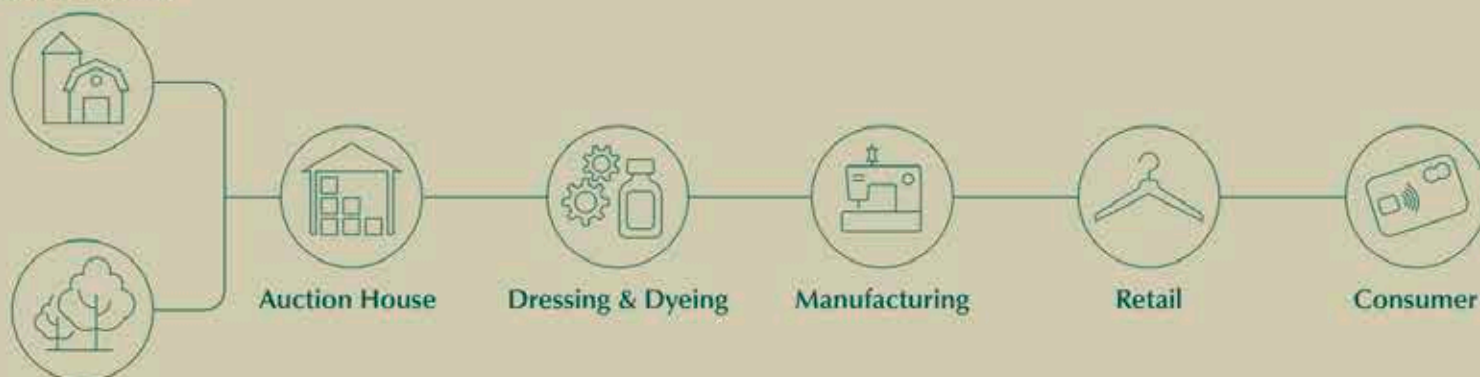 Auction House
Dressing & Dyeing
Manufacturing
Retail
Consumer